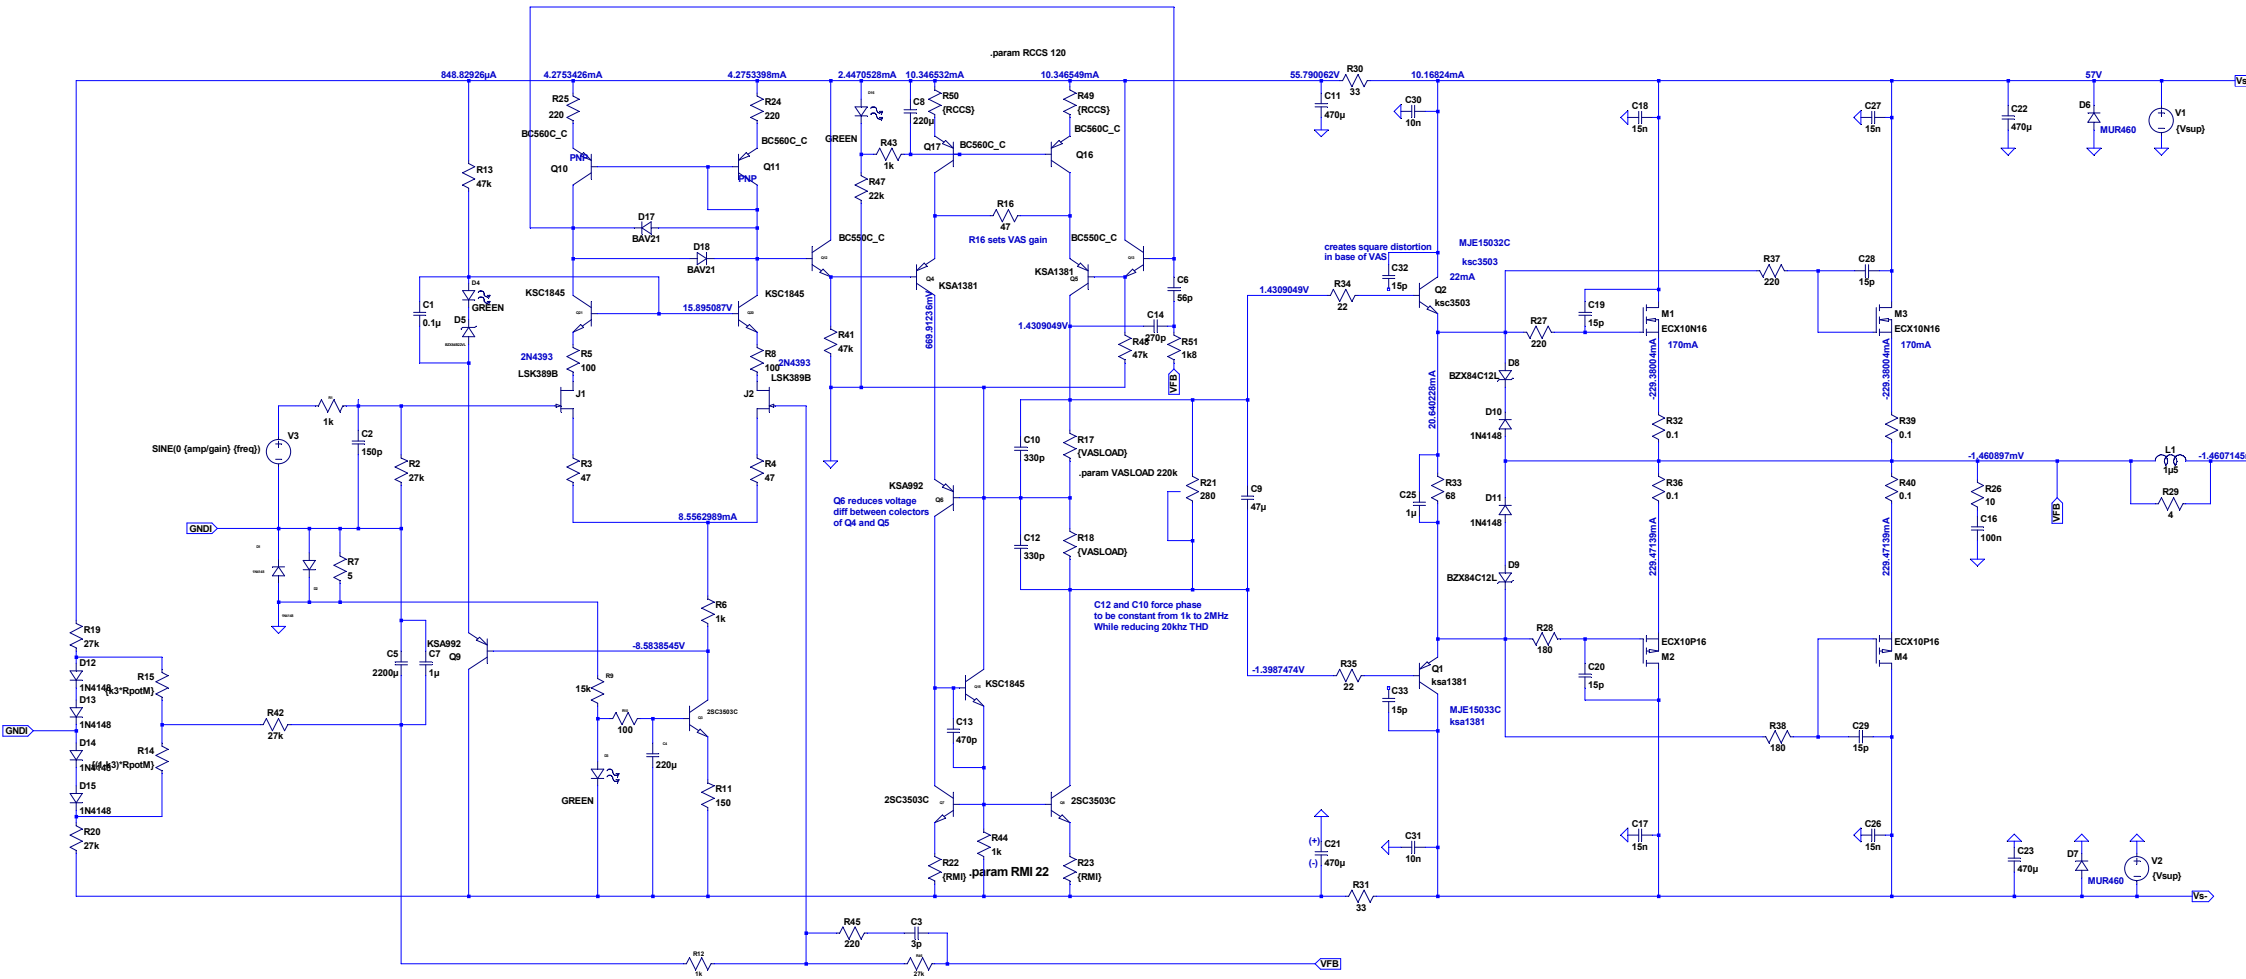 .param RCCS 120
848.82926µA
4.2753426mA
4.2753398mA
2.4470528mA
10.346532mA
10.346549mA
55.790062V
R30
33
10.16824mA
57V
Vs
R25
220
R24
220
BC560C_C
BC560C_C
PNP
Q10
Q11
PNP
R13
47k
GREEN
C8
220µ
R50
{RCCS}
R49
{RCCS}
BC560C_C
BC560C_C
Q17
Q16
R43
1k
R47
22k
C11
470µ
C30
10n
C18
15n
C27
15n
C22
470µ
D6
MUR460
V1
{Vsup}
D17
BAV21
D18
BAV21
R16
47
R16 sets VAS gain
BC550C_C
BC550C_C
KSA1381
Q4
KSA1381
Q5
C6
56p
creates square distortion
in base of VAS
C32
15p
MJE15032C
ksc3503
22mA
Q2
ksc3503
R37
220
C28
15p
C1
0.1µ
D4
GREEN
D5
KSC1845
KSC1845
15.895087V
669.91236mV
1.4309049V
1.4309049V
R34
22
C14
270p
R51
1k8
VFB
R41
47k
R48
47k
C19
15p
R27
220
M1
ECX10N16
170mA
M3
ECX10N16
170mA
2N4393
R5
100
LSK389B
J1
R8
100
2N4393
LSK389B
J2
D8
BZX84C12L
D10
1N4148
20.640228mA
-229.38004mA
-229.38004mA
R32
0.1
R39
0.1
1k
C2
150p
V3
SINE(0 {amp/gain} {freq})
R2
27k
R3
47
R4
47
8.5562989mA
KSA992
Q6
Q6 reduces voltage
diff between colectors
of Q4 and Q5
C10
330p
R17
{VASLOAD}
.param VASLOAD 220k
C12
330p
R18
{VASLOAD}
R21
280
C9
47µ
C25
1µ
R33
68
D11
1N4148
D9
BZX84C12L
-1.460897mV
L1
1µ5
-1.4607145m
R36
0.1
R40
0.1
229.47139mA
229.47139mA
VFB
R26
10
C16
100n
R29
4
GNDI
R7
5
C12 and C10 force phase
to be constant from 1k to 2MHz
While reducing 20khz THD
R6
1k
-8.5838545V
KSA992
Q9
R19
27k
D12
1N4148
D13
1N4148
D14
1N4148
D15
1N4148
R15
{k3*RpotM}
R14
R20
27k
GNDI
R42
27k
C5
2200µ
C7
1µ
R9
15k
100
2SC3503C
220µ
GREEN
R11
150
KSC1845
C13
470p
-1.3987474V
R35
22
C33
15p
Q1
ksa1381
MJE15033C
ksa1381
R28
180
C20
15p
ECX10P16
M2
ECX10P16
M4
R38
180
C29
15p
2SC3503C
2SC3503C
R44
1k
R22
{RMI}
.param RMI 22
R23
{RMI}
(+)
(-)
C21
470µ
C31
10n
R31
33
C17
15n
C26
15n
C23
470µ
D7
MUR460
V2
{Vsup}
Vs-
R45
220
C3
3p
R12
1k
27k
VFB